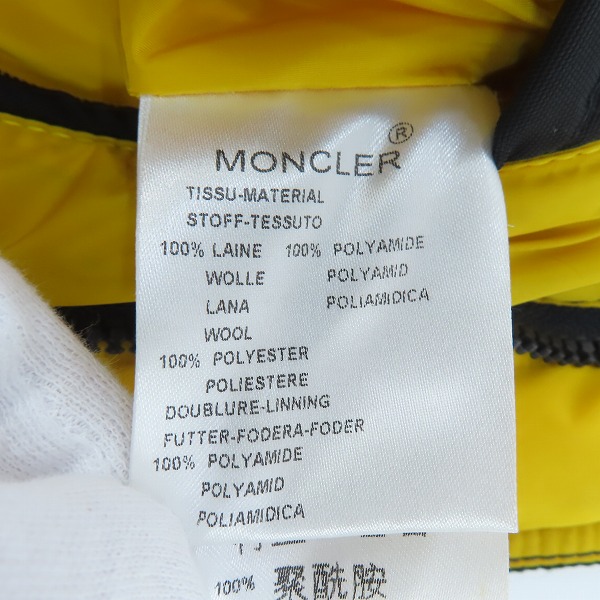 MONCLER®
TISSU-MATERIAL
STOFF-TESSUTO
100% LAINE 100% POLYAMIDE
WOLLE POLYAMID
LANA POLIAMIDICA
WOOL
100% POLYESTER
POLIESTERE
DOUBLURE-LINNING
FUTTER-FODERA-FODER
100% POLYAMIDE
POLYAMID
POLIAMIDICA
100% 聚酰胺